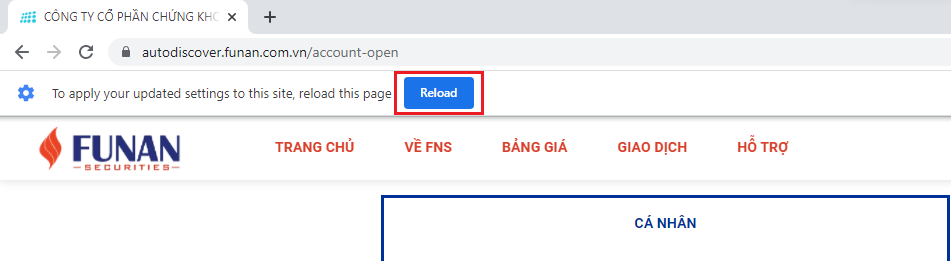 CÔNG TY CỔ PHẦN CHỨNG KHO
autodiscover.funan.com.vn/account-open
To apply your updated settings to this site, reload this page Reload
FUNAN
SECURITIES
TRANG CHỦ VỀ FNS BẢNG GIÁ GIAO DỊCH HỖ TRỢ
CÁ NHÂN